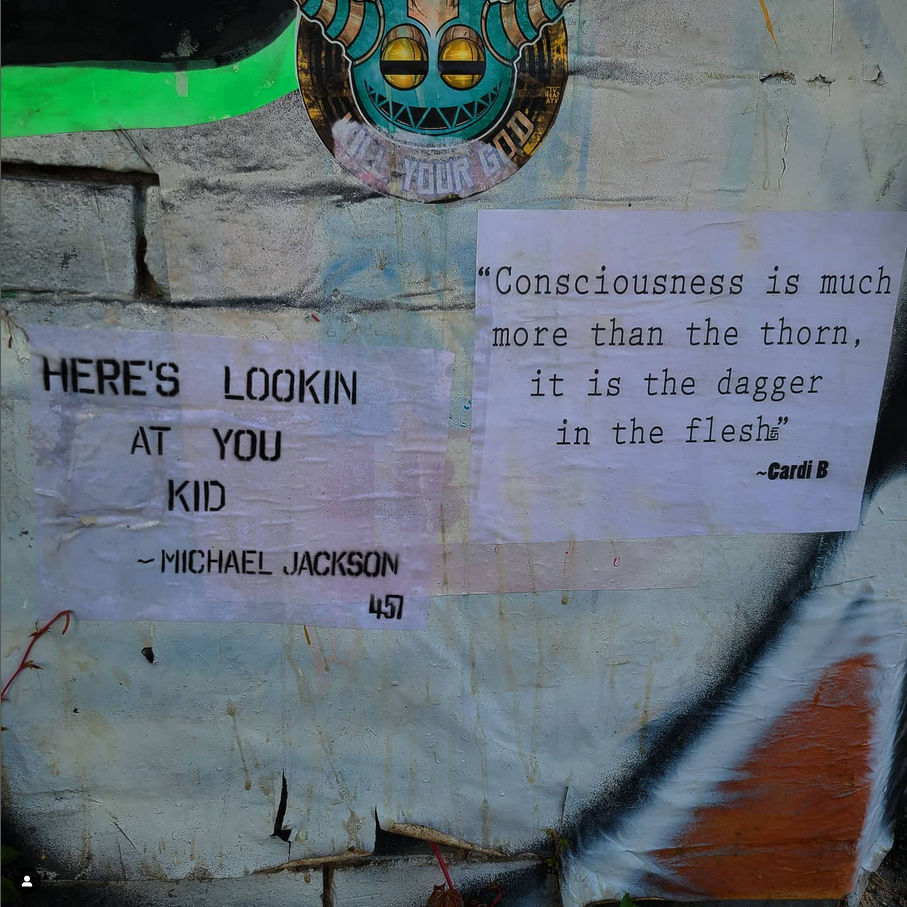 YOUR GOD
HERE'S LOOKIN
AT YOU
KID
~MICHAEL JACKSON
457
“Consciousness is much
more than the thorn,
it is the dagger
in the flesh”
~Cardi B